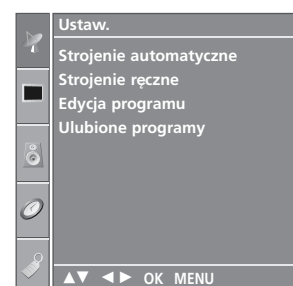 Ustaw.
Strojenie automatyczne
Strojenie ręczne
Edycja programu
Ulubione programy
▲▼ ◄► OK MENU